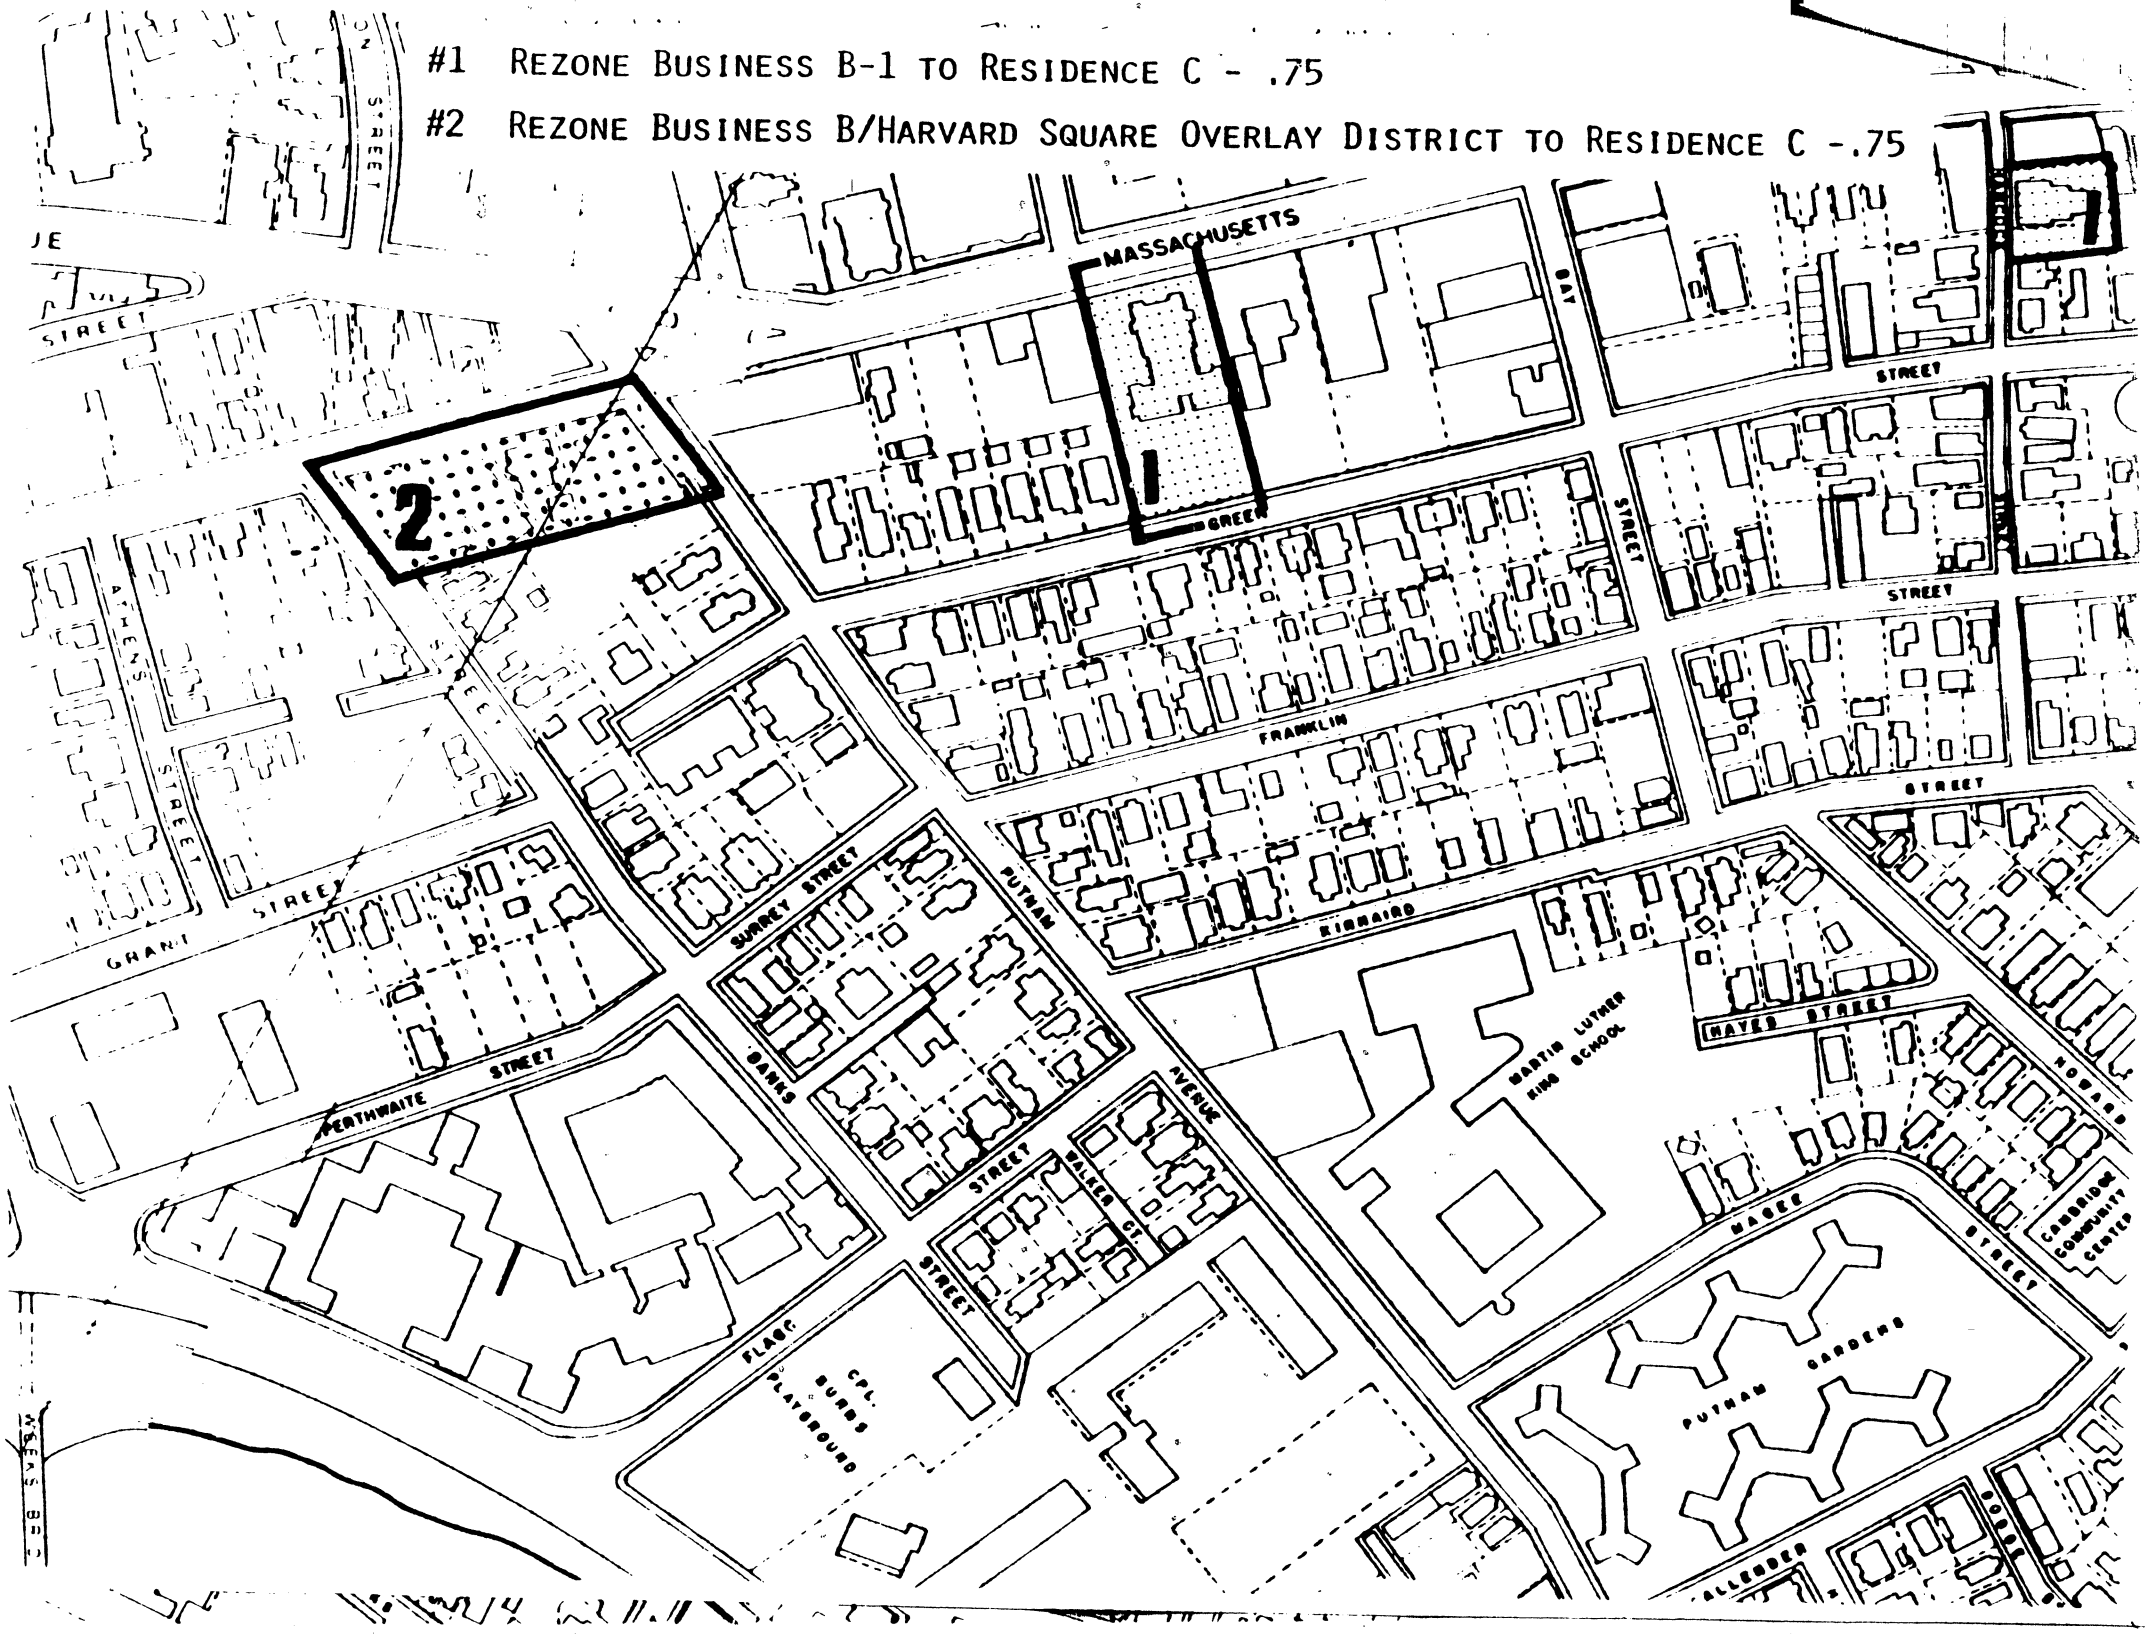 #1 REZONE BUSINESS B-1 TO RESIDENCE C - .75
#2 REZONE BUSINESS B/HARVARD SQUARE OVERLAY DISTRICT TO RESIDENCE C -.75
STREET
MASSACHUSETTS
BAY
STREET
STREET
2
GREEN
STREET
STREET
ATHENS
STREET
FRANKLIN
STREET
STREET
GRANT
SURREY STREET
PUTNAM
KINNAIRD
MARTIN LUTHER
KING SCHOOL
HAYES STREET
HOWARD
PERTHWAITE
STREET
BANKS
AVENUE
STREET
WALKER CT.
MAGEE
STREET
CAMBRIDGE
COMMUNITY
CENTER
FLAGG
STREET
CPL.
BURNS
PLAYGROUND
PUTNAM GARDENS
ALLENDER